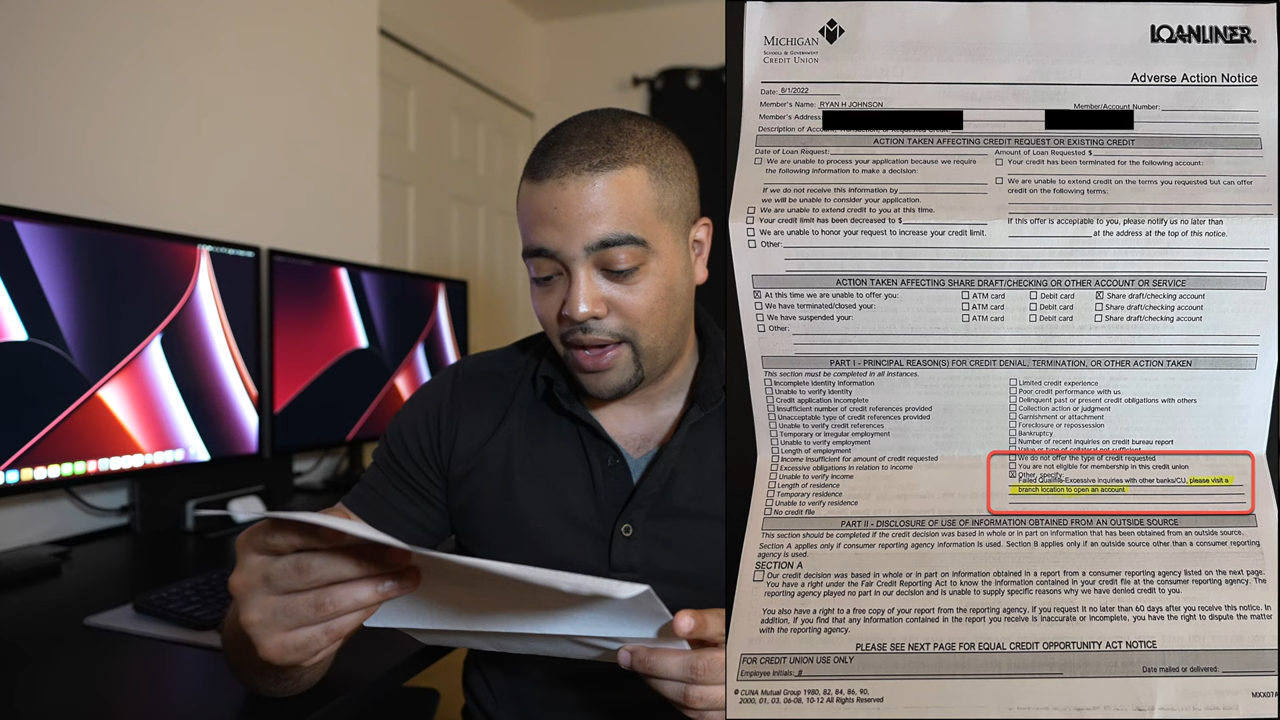 MICHIGAN
SCHOOLS & GOVERNMENT
CREDIT UNION
LOANLINER.
Adverse Action Notice
Date: 6/1/2022
Member's Name: RYAN H JOHNSON
Member/Account Number:
Member's Address:
Description of Account, Transaction, or Requested Credit:
ACTION TAKEN AFFECTING CREDIT REQUEST OR EXISTING CREDIT
Date of Loan Request:
Amount of Loan Requested $
We are unable to process your application because we require
the following information to make a decision:
If we do not receive this information by
we will be unable to consider your application.
We are unable to extend credit to you at this time.
Your credit limit has been decreased to $
We are unable to honor your request to increase your credit limit.
Other:
Your credit has been terminated for the following account:
We are unable to extend credit on the terms you requested but can offer
credit on the following terms:
If this offer is acceptable to you, please notify us no later than
at the address at the top of this notice.
ACTION TAKEN AFFECTING SHARE DRAFT/CHECKING OR OTHER ACCOUNT OR SERVICE
X At this time we are unable to offer you: ATM card Debit card X Share draft/checking account
We have terminated/closed your: ATM card Debit card Share draft/checking account
We have suspended your: ATM card Debit card Share draft/checking account
Other:
PART I - PRINCIPAL REASON(S) FOR CREDIT DENIAL, TERMINATION, OR OTHER ACTION TAKEN
This section must be completed in all instances.
Incomplete identity information
Unable to verify identity
Credit application incomplete
Insufficient number of credit references provided
Unacceptable type of credit references provided
Unable to verify credit references
Temporary or irregular employment
Unable to verify employment
Length of employment
Income insufficient for amount of credit requested
Excessive obligations in relation to income
Unable to verify income
Length of residence
Temporary residence
Unable to verify residence
No credit file
Limited credit experience
Poor credit performance with us
Delinquent past or present credit obligations with others
Collection action or judgment
Garnishment or attachment
Foreclosure or repossession
Bankruptcy
Number of recent inquiries on credit bureau report
Value or type of collateral not sufficient
We do not offer the type of credit requested
You are not eligible for membership in this credit union
X Other, specify:
Failed Qualifile-Excessive inquiries with other banks/CU, please visit a
branch location to open an account
PART II - DISCLOSURE OF USE OF INFORMATION OBTAINED FROM AN OUTSIDE SOURCE
This section should be completed if the credit decision was based in whole or in part on information that has been obtained from an outside source.
Section A applies only if consumer reporting agency information is used. Section B applies only if an outside source other than a consumer reporting
agency is used.
SECTION A
Our credit decision was based in whole or in part on information obtained in a report from a consumer reporting agency listed on the next page.
You have a right under the Fair Credit Reporting Act to know the information contained in your credit file at the consumer reporting agency. The
reporting agency played no part in our decision and is unable to supply specific reasons why we have denied credit to you.
You also have a right to a free copy of your report from the reporting agency, if you request it no later than 60 days after you receive this notice. In
addition, if you find that any information contained in the report you receive is inaccurate or incomplete, you have the right to dispute the matter
with the reporting agency.
PLEASE SEE NEXT PAGE FOR EQUAL CREDIT OPPORTUNITY ACT NOTICE
FOR CREDIT UNION USE ONLY
Employee Initials: #
Date mailed or delivered:
© CUNA Mutual Group 1980, 82, 84, 86, 90,
2000, 01, 03, 06-08, 10-12 All Rights Reserved